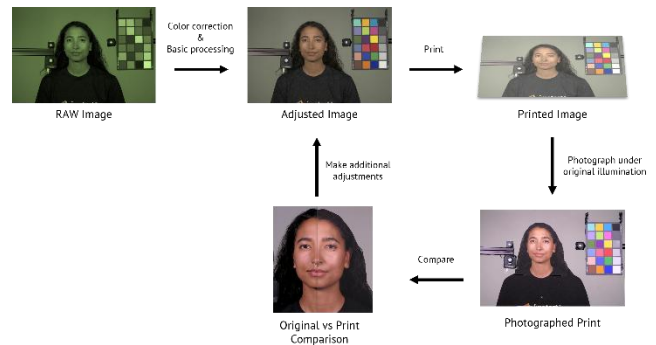 Color correction
&
Basic processing
Print
RAW Image
Adjusted Image
Printed Image
Make additional
adjustments
Photograph under
original illumination
Compare
Original vs Print
Comparison
Photographed Print